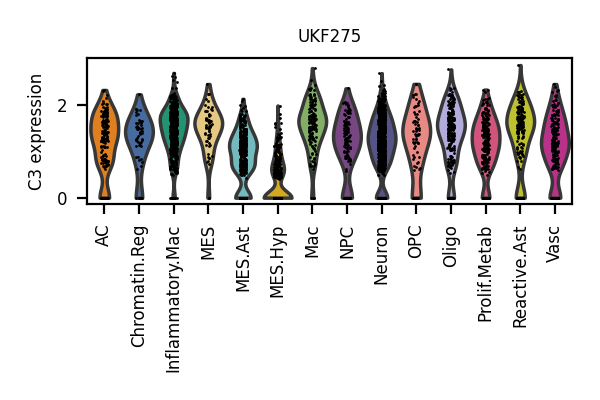 UKF275
C3 expression
2
0
AC
Chromatin.Reg
Inflammatory.Mac
MES
MES.Ast
MES.Hyp
Mac
NPC
Neuron
OPC
Oligo
Prolif.Metab
Reactive.Ast
Vasc